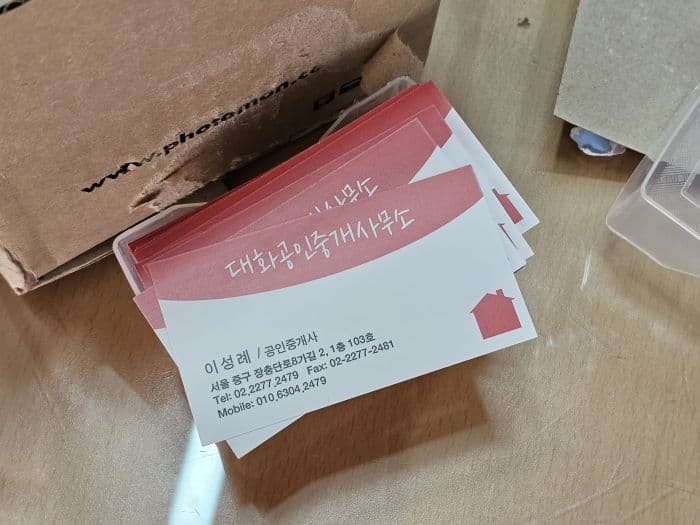 www.photomon.co
대화공인중개사사무소
이성례 / 공인중개사
서울 중구 장충단로8가길 2, 1층 103호
Tel: 02.2277.2479 Fax: 02-2277-2481
Mobile: 010.6304.2479